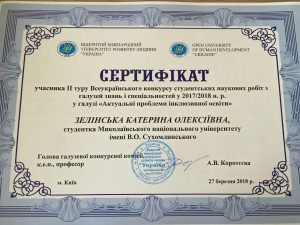 ВІДКРИТИЙ МІЖНАРОДНИЙ
УНІВЕРСИТЕТ РОЗВИТКУ ЛЮДИНИ
"УКРАЇНА"
OPEN UNIVERSITY
OF HUMAN DEVELOPMENT
"UKRAINE"
СЕРТИФІКАТ
учасника ІІ туру Всеукраїнського конкурсу студентських наукових робіт з
галузей знань і спеціальностей у 2017/2018 н. р.
у галузі «Актуальні проблеми інклюзивної освіти»
ЗЕЛІНСЬКА КАТЕРИНА ОЛЕКСІЇВНА,
студентка Миколаївського національного університету
імені В.О. Сухомлинського
Голова галузевої конкурсної комісії,
к.е.н., професор
А.В. Коротєєва
м. Київ
27 березня 2018 р.